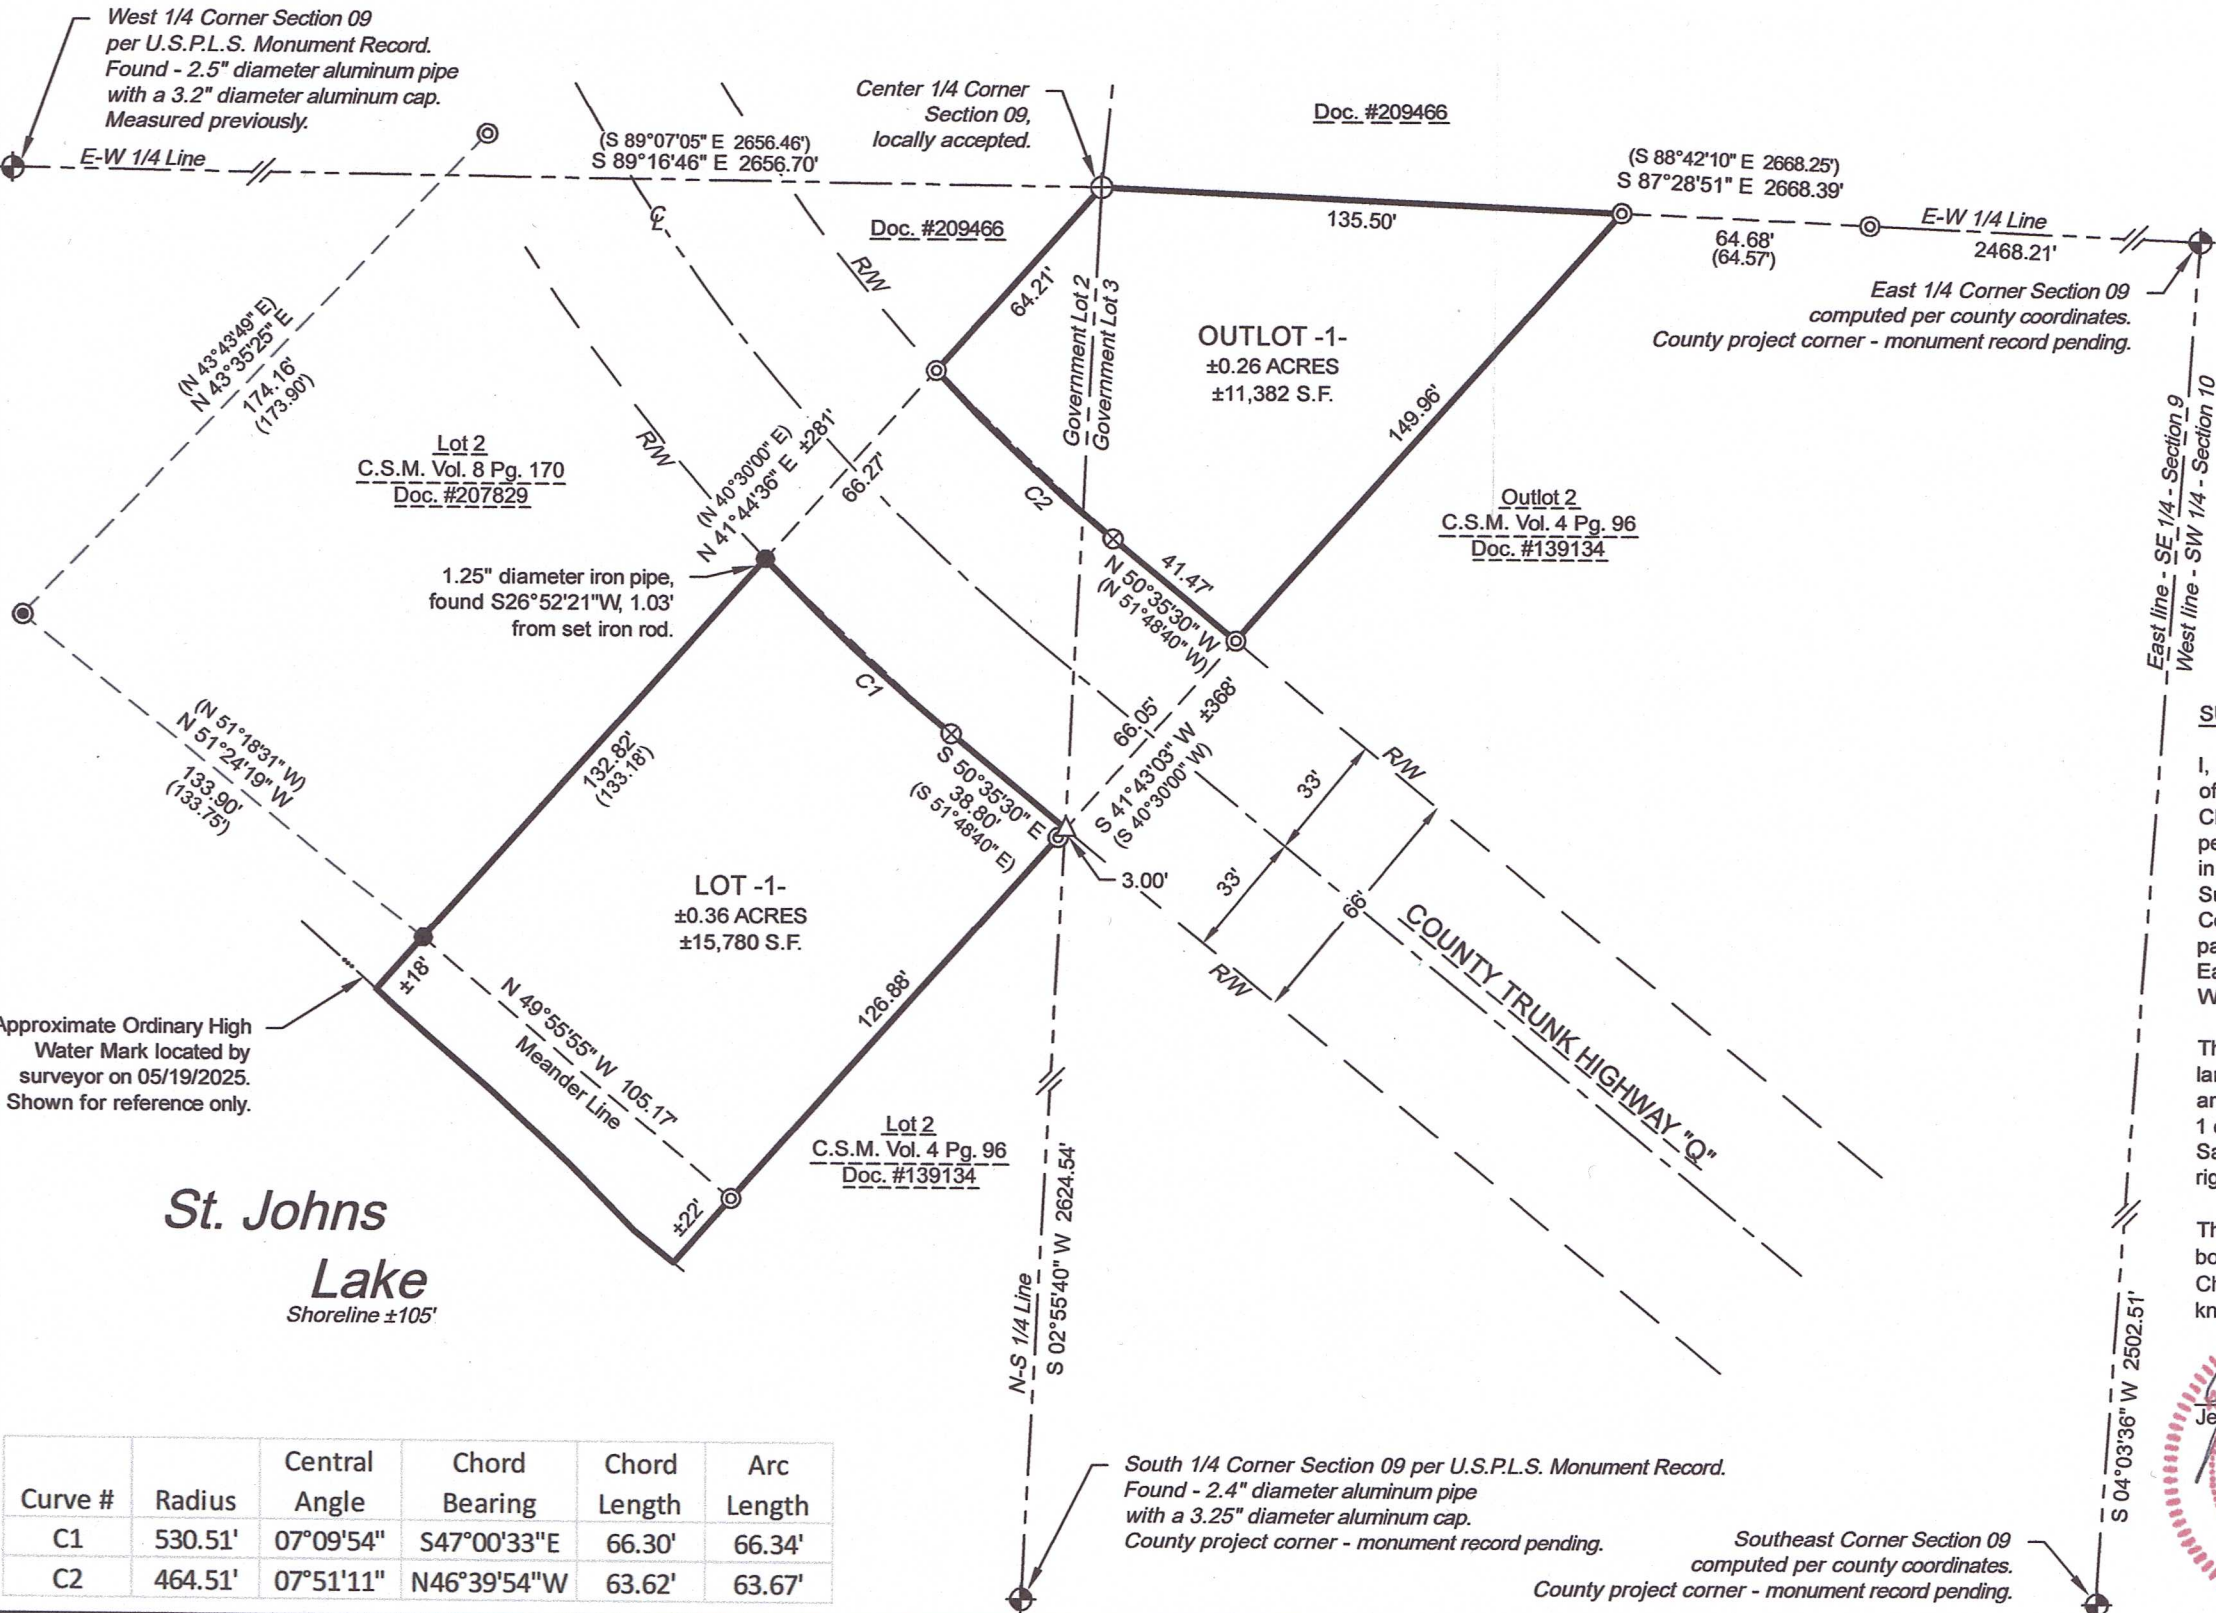 West 1/4 Corner Section 09
per U.S.P.L.S. Monument Record.
Found - 2.5" diameter aluminum pipe
with a 3.2" diameter aluminum cap.
Measured previously.
E-W 1/4 Line
(S 89°07'05" E 2656.46')
S 89°16'46" E 2656.70'
Center 1/4 Corner
Section 09,
locally accepted.
Doc. #209466
(S 88°42'10" E 2668.25')
S 87°28'51" E 2668.39'
135.50'
64.68'
(64.57')
E-W 1/4 Line
2468.21'
East 1/4 Corner Section 09
computed per county coordinates.
County project corner - monument record pending.
CL
Doc. #209466
R/W
64.21'
Government Lot 2
Government Lot 3
OUTLOT -1-
±0.26 ACRES
±11,382 S.F.
149.96'
(N 43°43'49" E)
N 43°35'25" E
174.16'
(173.90')
Lot 2
C.S.M. Vol. 8 Pg. 170
Doc. #207829
R/W
(N 40°30'00" E)
N 41°44'36" E ±281'
66.27'
C2
41.47'
N 50°35'30" W
(N 51°48'40" W)
Outlot 2
C.S.M. Vol. 4 Pg. 96
Doc. #139134
East line - SE 1/4 - Section 9
West line - SW 1/4 - Section 10
1.25" diameter iron pipe,
found S26°52'21"W, 1.03'
from set iron rod.
C1
(N 51°18'31" W)
N 51°24'19" W
133.90'
(133.75')
132.82'
(133.18')
S 50°35'30" E
38.80'
(S 51°48'40" E)
66.05'
S 41°43'03" W ±368'
(S 40°30'00" W)
3.00'
R/W
33'
33'
66'
R/W
COUNTY TRUNK HIGHWAY "Q"
LOT -1-
±0.36 ACRES
±15,780 S.F.
126.88'
±18'
N 49°55'55" W 105.17'
Meander Line
Approximate Ordinary High
Water Mark located by
surveyor on 05/19/2025.
Shown for reference only.
±22'
Lot 2
C.S.M. Vol. 4 Pg. 96
Doc. #139134
St. Johns
Lake
Shoreline ±105'
N-S 1/4 Line
S 02°55'40" W 2624.54'
S 04°03'36" W 2502.51'
I,
of
in
1
Curve # Radius Central Angle Chord Bearing Chord Length Arc Length
C1 530.51' 07°09'54" S47°00'33"E 66.30' 66.34'
C2 464.51' 07°51'11" N46°39'54"W 63.62' 63.67'
South 1/4 Corner Section 09 per U.S.P.L.S. Monument Record.
Found - 2.4" diameter aluminum pipe
with a 3.25" diameter aluminum cap.
County project corner - monument record pending.
Southeast Corner Section 09
computed per county coordinates.
County project corner - monument record pending.